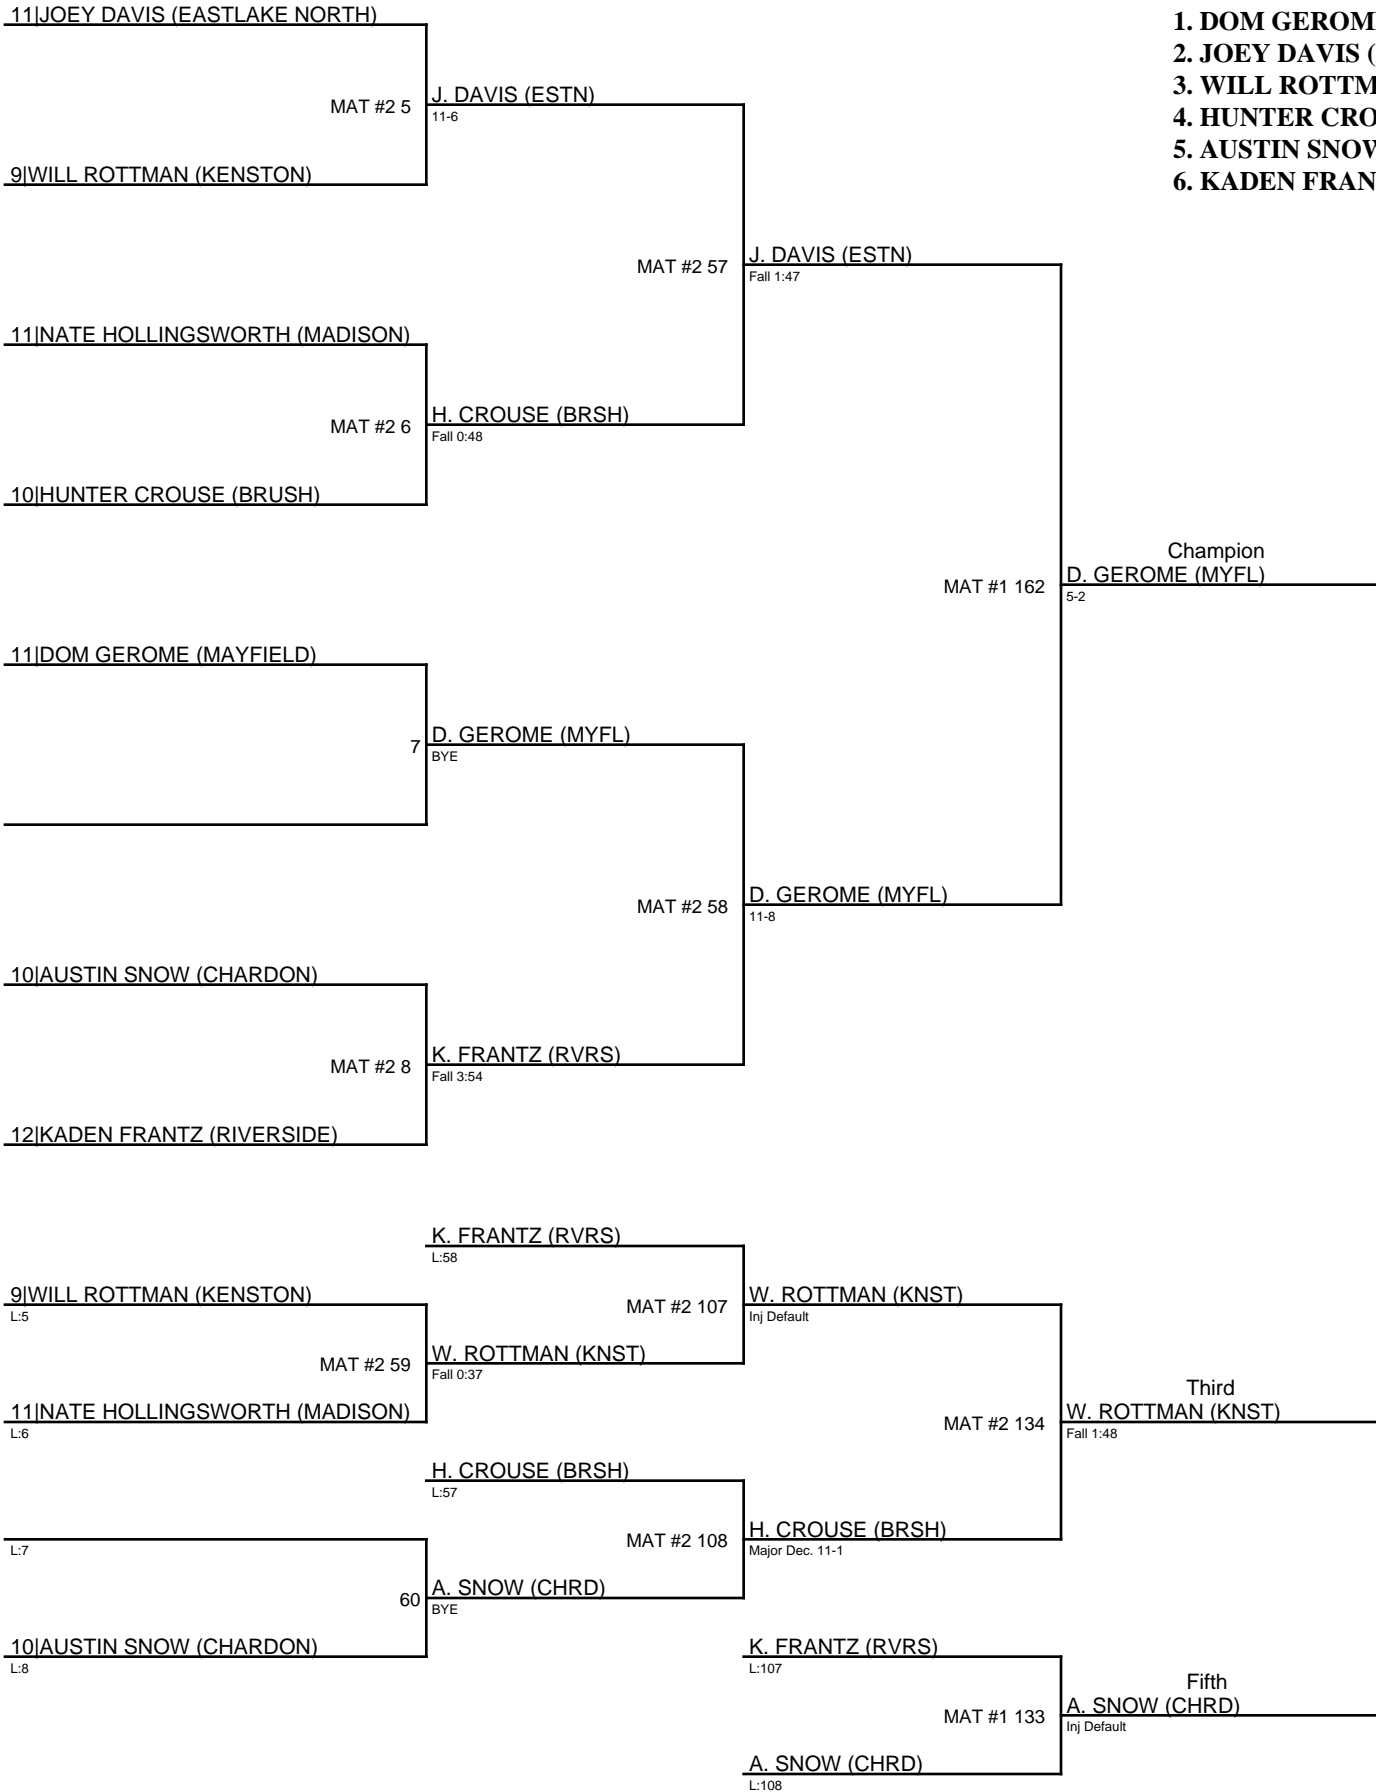 11|JOEY DAVIS (EASTLAKE NORTH)
1. DOM GEROM
2. JOEY DAVIS (
3. WILL ROTTM
4. HUNTER CRO
5. AUSTIN SNOW
6. KADEN FRAN
MAT #2 5
J. DAVIS (ESTN)
11-6
9|WILL ROTTMAN (KENSTON)
MAT #2 57
J. DAVIS (ESTN)
Fall 1:47
11|NATE HOLLINGSWORTH (MADISON)
MAT #2 6
H. CROUSE (BRSH)
Fall 0:48
10|HUNTER CROUSE (BRUSH)
Champion
MAT #1 162
D. GEROME (MYFL)
5-2
11|DOM GEROME (MAYFIELD)
7
D. GEROME (MYFL)
BYE
MAT #2 58
D. GEROME (MYFL)
11-8
10|AUSTIN SNOW (CHARDON)
MAT #2 8
K. FRANTZ (RVRS)
Fall 3:54
12|KADEN FRANTZ (RIVERSIDE)
K. FRANTZ (RVRS)
L:58
9|WILL ROTTMAN (KENSTON)
L:5
MAT #2 107
W. ROTTMAN (KNST)
Inj Default
MAT #2 59
W. ROTTMAN (KNST)
Fall 0:37
11|NATE HOLLINGSWORTH (MADISON)
L:6
Third
MAT #2 134
W. ROTTMAN (KNST)
Fall 1:48
H. CROUSE (BRSH)
L:57
L:7
MAT #2 108
H. CROUSE (BRSH)
Major Dec. 11-1
60
A. SNOW (CHRD)
BYE
10|AUSTIN SNOW (CHARDON)
L:8
K. FRANTZ (RVRS)
L:107
Fifth
MAT #1 133
A. SNOW (CHRD)
Inj Default
A. SNOW (CHRD)
L:108